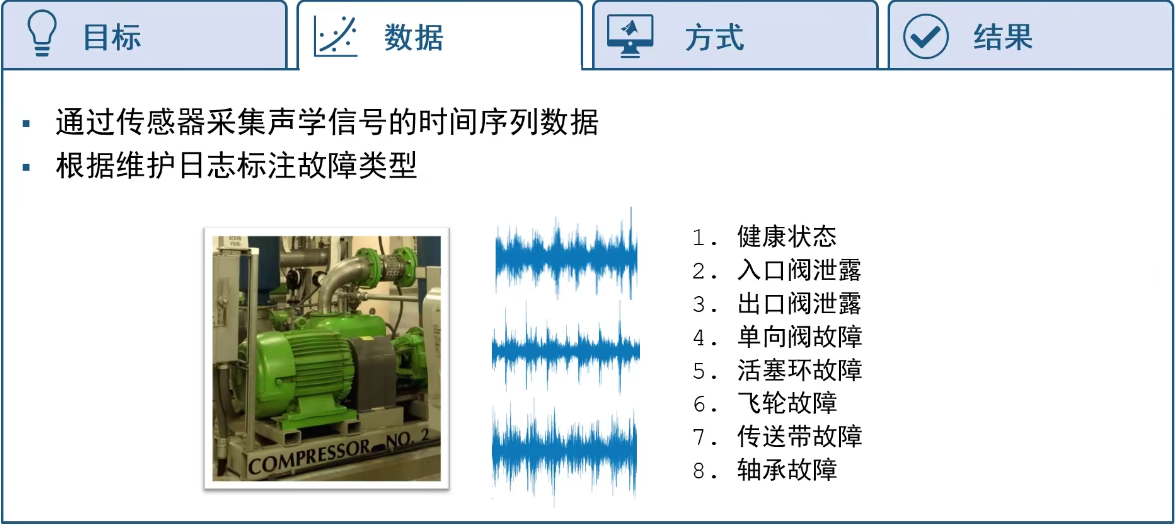 目标
数据
方式
结果
通过传感器采集声学信号的时间序列数据
根据维护日志标注故障类型
COMPRESSOR NO. 2
1. 健康状态
2. 入口阀泄露
3. 出口阀泄露
4. 单向阀故障
5. 活塞环故障
6. 飞轮故障
7. 传送带故障
8. 轴承故障